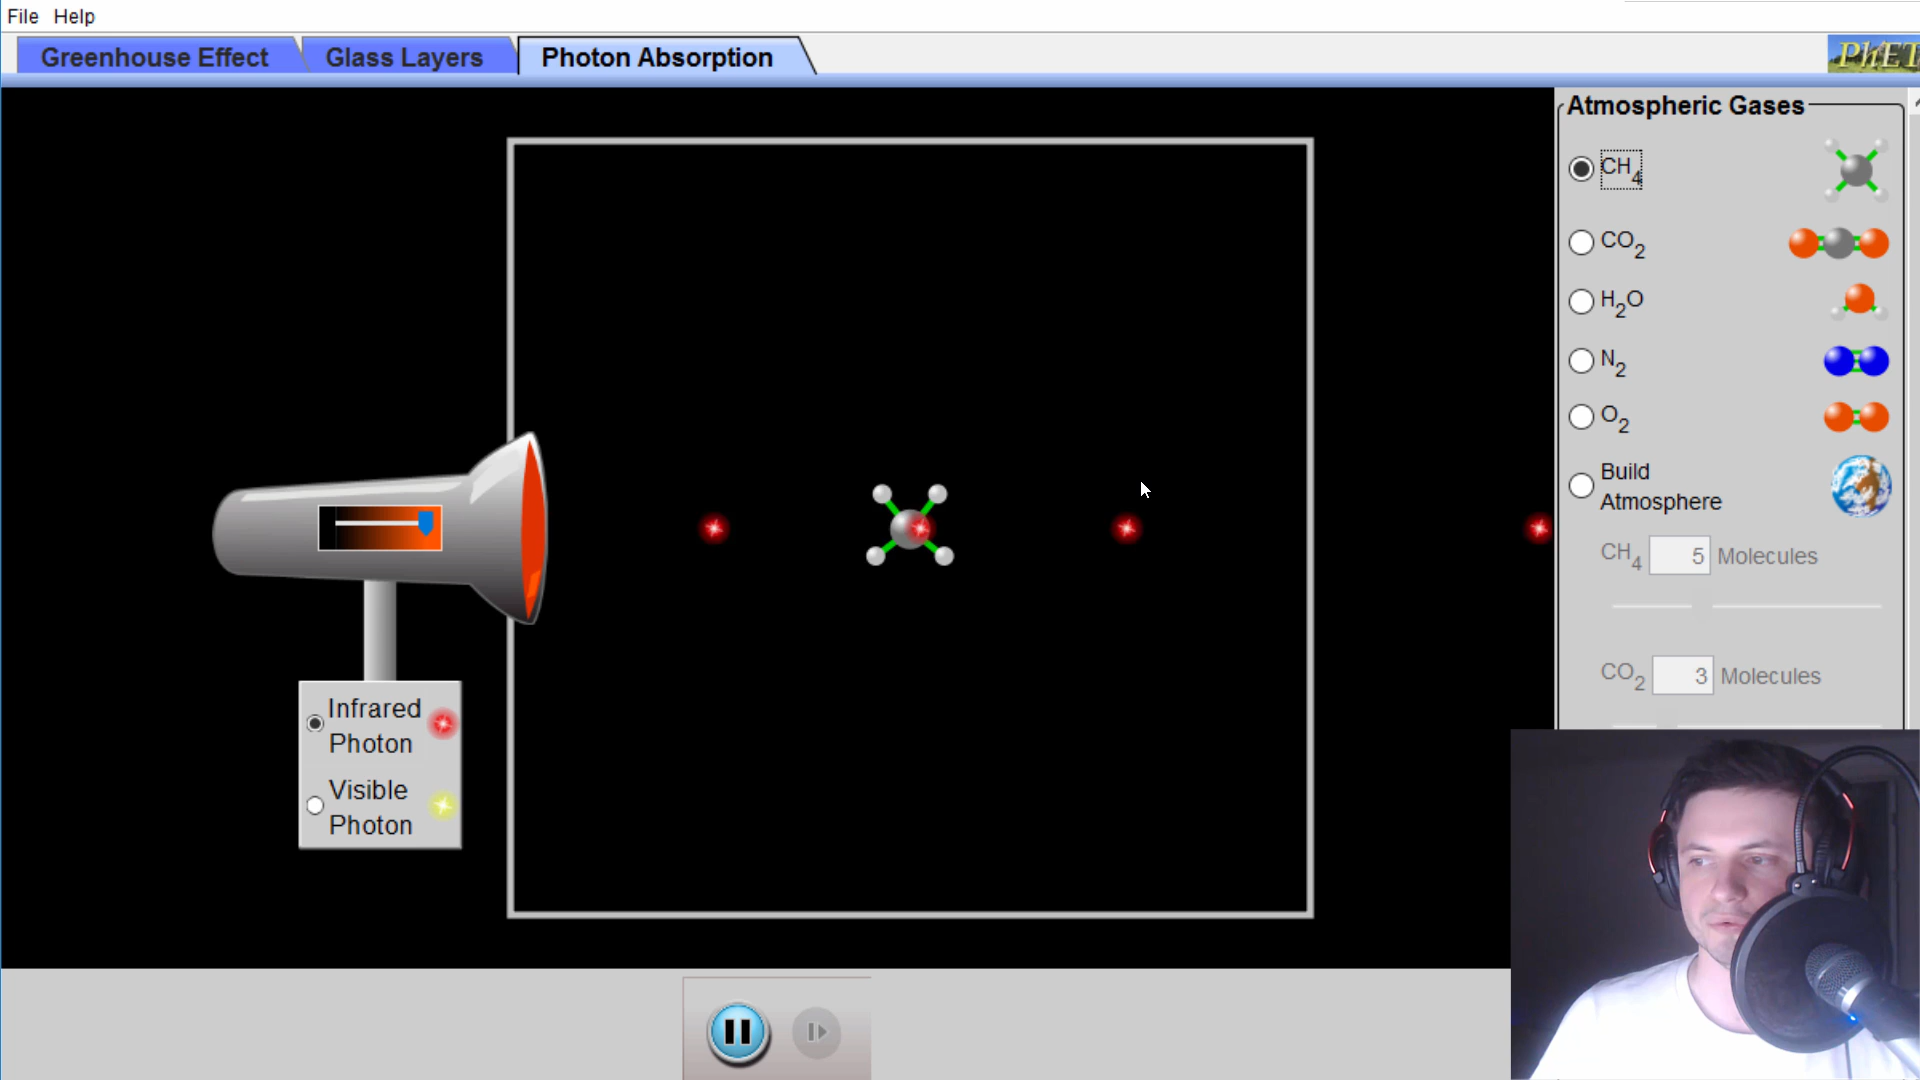 File Help
Greenhouse Effect Glass Layers Photon Absorption
PhET
Atmospheric Gases
CH4
CO2
H2O
N2
O2
Build
Atmosphere
CH4 5 Molecules
CO2 3 Molecules
Infrared
Photon
Visible
Photon